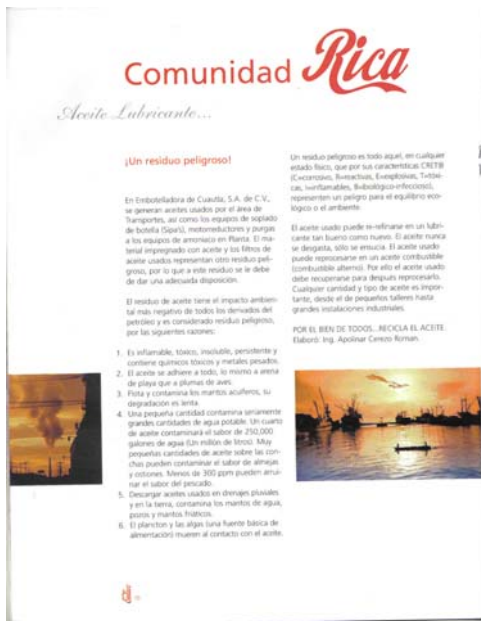 Comunidad Rica
Aceite Lubricante...
¡Un residuo peligroso!
En Embotelladora de Cuautla, S.A. de C.V.,
se generan aceites usados por el área de
Transportes, así como los equipos de soplado
de botella (Sipa's), motorreductores y purgas
a los equipos de amoniaco en Planta. El ma-
terial impregnado con aceite y los filtros de
aceite usados representan otro residuo peli-
groso, por lo que a este residuo se le debe
de dar una adecuada disposición.
El residuo de aceite tiene el impacto ambien-
tal más negativo de todos los derivados del
petróleo y es considerado residuo peligroso,
por las siguientes razones:
1. Es inflamable, tóxico, insoluble, persistente y
contiene químicos tóxicos y metales pesados.
2. El aceite se adhiere a todo, lo mismo a arena
de playa que a plumas de aves.
3. Flota y contamina los mantos acuíferos, su
degradación es lenta.
4. Una pequeña cantidad contamina seriamente
grandes cantidades de agua potable. Un cuarto
de aceite contaminará el sabor de 250,000
galones de agua (Un millón de litros). Muy
pequeñas cantidades de aceite sobre las con-
chas pueden contaminar el sabor de almejas
y ostiones. Menos de 300 ppm pueden arrui-
nar el sabor del pescado.
5. Descargar aceites usados en drenajes pluviales
y en la tierra, contamina los mantos de agua,
pozos y mantos friáticos.
6. El plancton y las algas (una fuente básica de
alimentación) mueren al contacto con el aceite.
Un residuo peligroso es todo aquel, en cualquier
estado físico, que por sus características CRETIB
(C=corrosivo, R=reactivas, E=explosivas, T=tóxi-
cas, I=inflamables, B=biológico-infeccioso),
representen un peligro para el equilibrio eco-
lógico o el ambiente.
El aceite usado puede re-refinarse en un lubri-
cante tan bueno como nuevo. El aceite nunca
se desgasta, sólo se ensucia. El aceite usado
puede reprocesarse en un aceite combustible
(combustible alterno). Por ello el aceite usado
debe recuperarse para después reprocesarlo.
Cualquier cantidad y tipo de aceite es impor-
tante, desde el de pequeños talleres hasta
grandes instalaciones industriales.
POR EL BIEN DE TODOS...RECICLA EL ACEITE.
Elaboró: Ing. Apolinar Cerezo Roman.